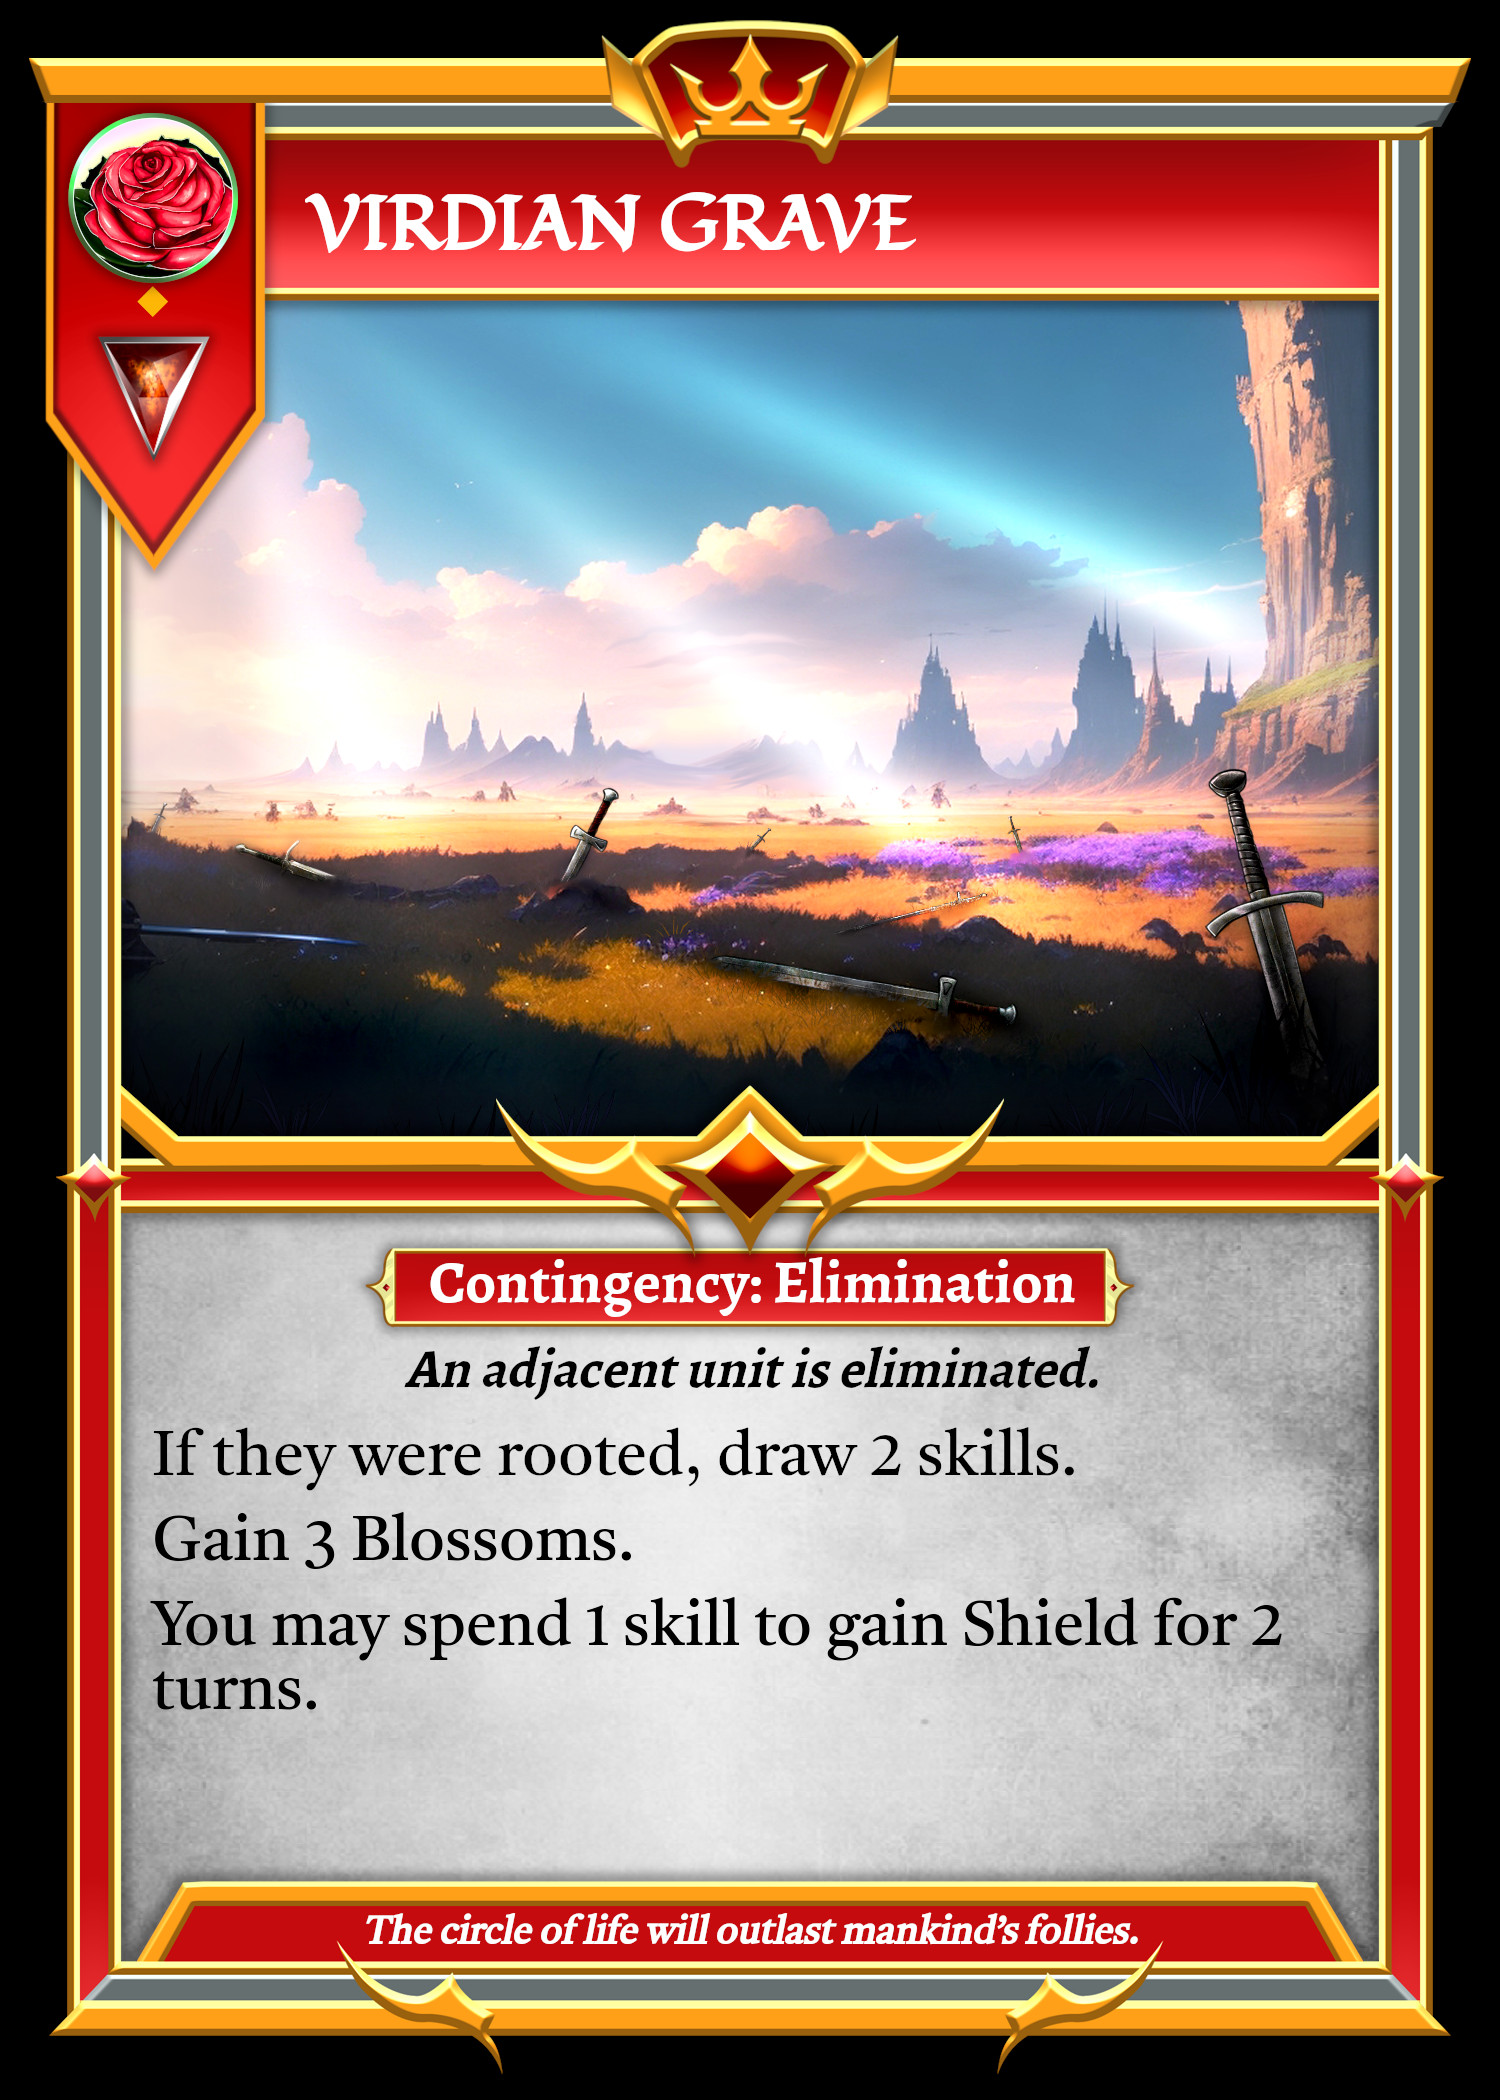 VIRDIAN GRAVE
Contingency: Elimination
An adjacent unit is eliminated.
If they were rooted, draw 2 skills.
Gain 3 Blossoms.
You may spend 1 skill to gain Shield for 2
turns.
The circle of life will outlast mankind's follies.